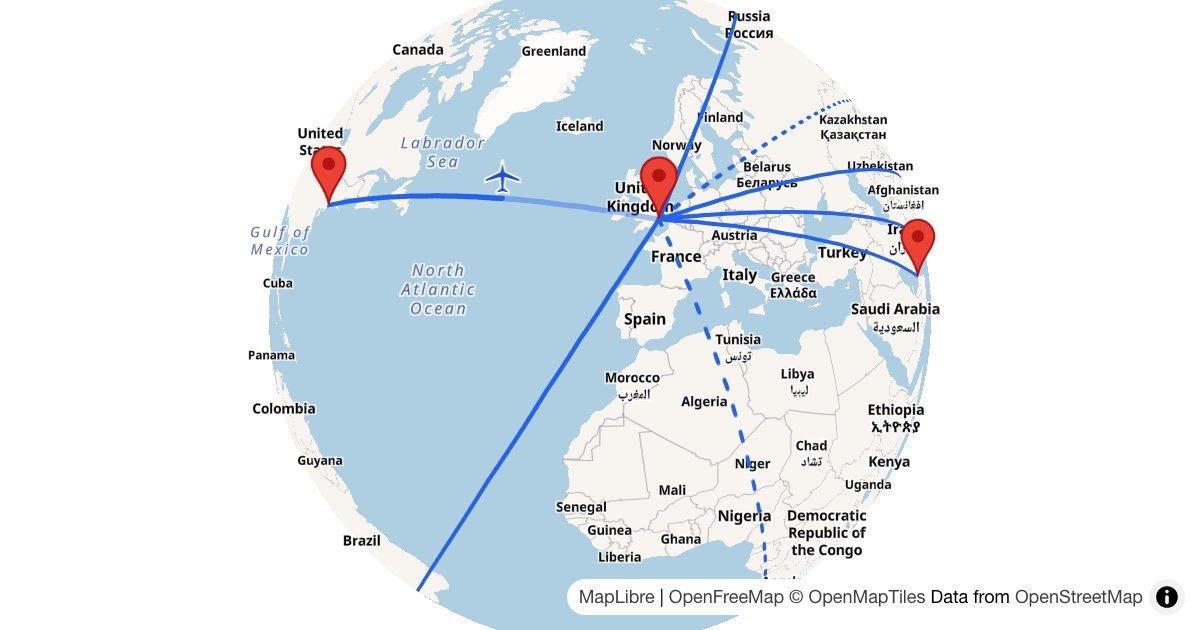 Russia
Россия
Canada
Greenland
Kazakhstan
Қазақстан
Finland
Iceland
United
Labrador
Sea
Norway
Belarus
Беларусь
Uzbekistan
United
Kingdom
Afghanistan
افغانستان
Gulf of
Mexico
Austria
France
Turkey
North
Atlantic
Ocean
Cuba
Italy
Greece
Ελλάδα
Saudi Arabia
السعودية
Spain
Tunisia
تونس
Panama
Morocco
المغرب
Libya
ليبيا
Algeria
Colombia
Ethiopia
ኢትዮጵያ
Chad
تشاد
Guyana
Niger
Kenya
Mali
Uganda
Senegal
Nigeria
Democratic
Republic of
the Congo
Guinea
Ghana
Brazil
Liberia
MapLibre | OpenFreeMap © OpenMapTiles Data from OpenStreetMap